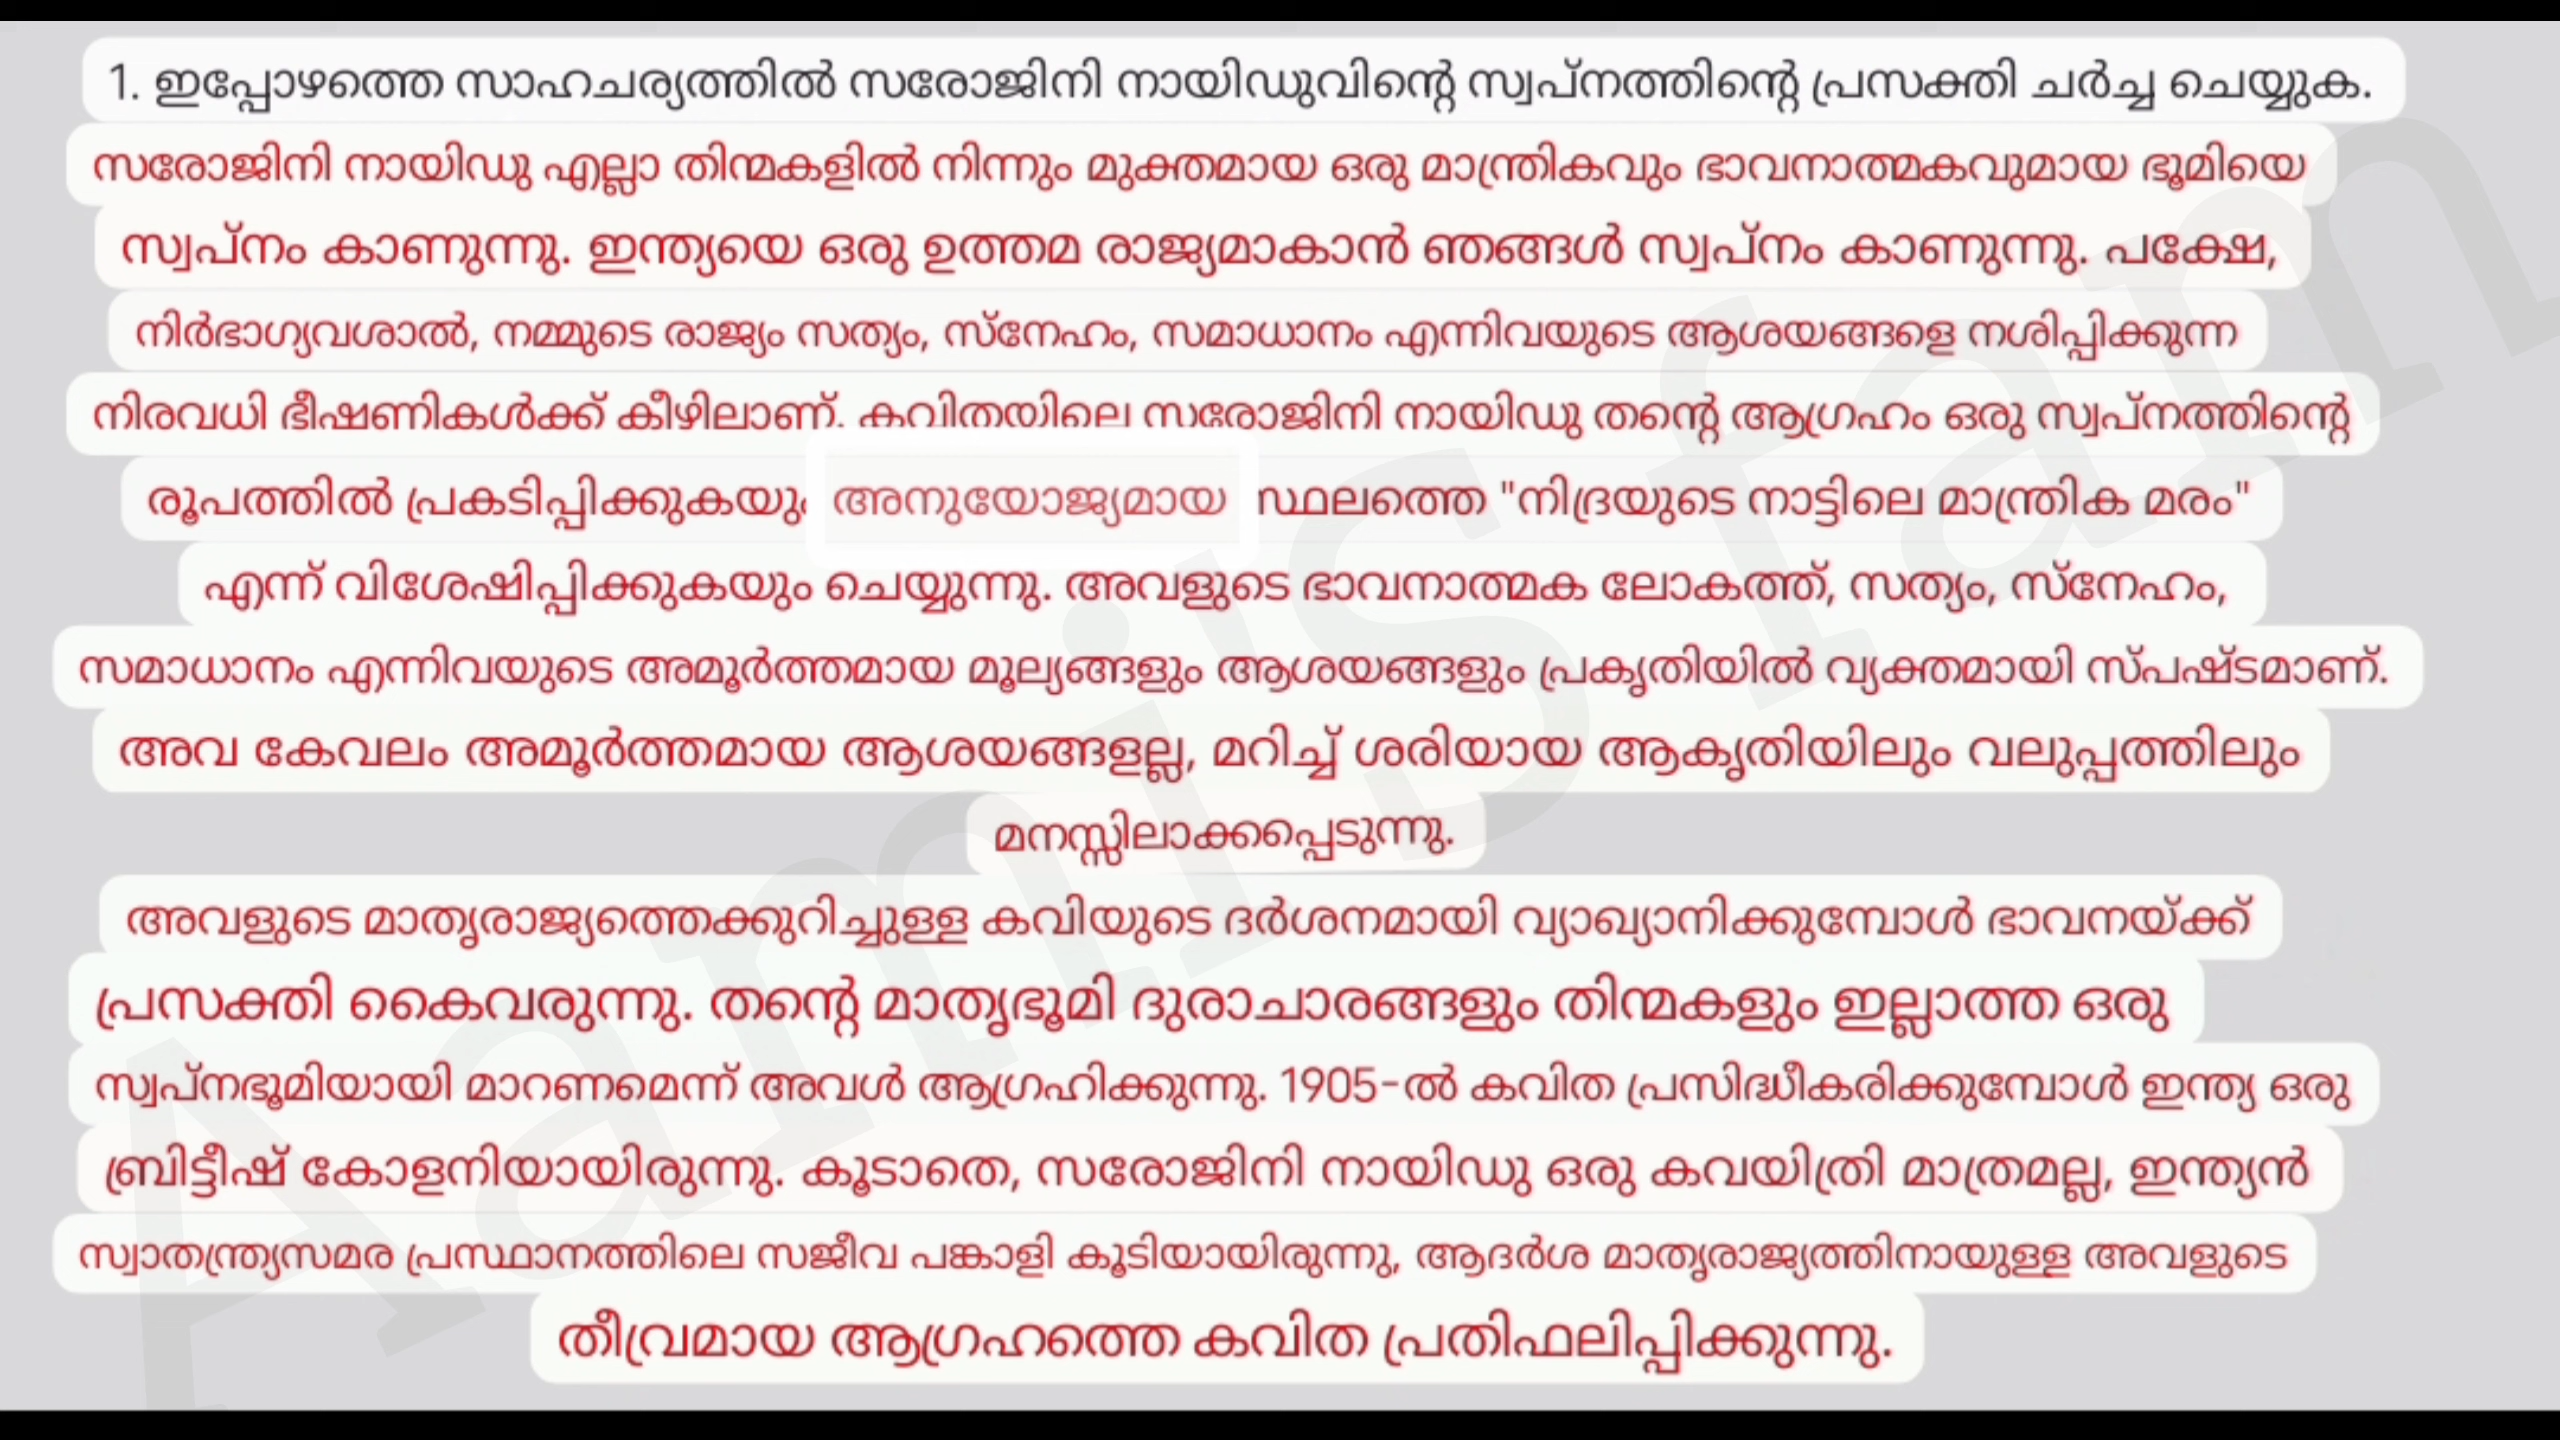 1. ഇപ്പോഴത്തെ സാഹചര്യത്തിൽ സരോജിനി നായിഡുവിന്റെ സ്വപ്നത്തിന്റെ പ്രസക്തി ചർച്ച ചെയ്യുക.
സരോജിനി നായിഡു എല്ലാ തിന്മകളിൽ നിന്നും മുക്തമായ ഒരു മാന്ത്രികവും ഭാവനാത്മകവുമായ ഭൂമിയെ
സ്വപ്നം കാണുന്നു. ഇന്ത്യയെ ഒരു ഉത്തമ രാജ്യമാകാൻ ഞങ്ങൾ സ്വപ്നം കാണുന്നു. പക്ഷേ,
നിർഭാഗ്യവശാൽ, നമ്മുടെ രാജ്യം സത്യം, സ്നേഹം, സമാധാനം എന്നിവയുടെ ആശയങ്ങളെ നശിപ്പിക്കുന്ന
നിരവധി ഭീഷണികൾക്ക് കീഴിലാണ്. കവിതയിലെ സരോജിനി നായിഡു തന്റെ ആഗ്രഹം ഒരു സ്വപ്നത്തിന്റെ
രൂപത്തിൽ പ്രകടിപ്പിക്കുകയും അനുയോജ്യമായ സ്ഥലത്തെ "നിദ്രയുടെ നാട്ടിലെ മാന്ത്രിക മരം"
എന്ന് വിശേഷിപ്പിക്കുകയും ചെയ്യുന്നു. അവളുടെ ഭാവനാത്മക ലോകത്ത്, സത്യം, സ്നേഹം,
സമാധാനം എന്നിവയുടെ അമൂർത്തമായ മൂല്യങ്ങളും ആശയങ്ങളും പ്രകൃതിയിൽ വ്യക്തമായി സ്പഷ്ടമാണ്.
അവ കേവലം അമൂർത്തമായ ആശയങ്ങളല്ല, മറിച്ച് ശരിയായ ആകൃതിയിലും വലുപ്പത്തിലും
മനസ്സിലാക്കപ്പെടുന്നു.
അവളുടെ മാതൃരാജ്യത്തെക്കുറിച്ചുള്ള കവിയുടെ ദർശനമായി വ്യാഖ്യാനിക്കുമ്പോൾ ഭാവനയ്ക്ക്
പ്രസക്തി കൈവരുന്നു. തന്റെ മാതൃഭൂമി ദുരാചാരങ്ങളും തിന്മകളും ഇല്ലാത്ത ഒരു
സ്വപ്നഭൂമിയായി മാറണമെന്ന് അവൾ ആഗ്രഹിക്കുന്നു. 1905-ൽ കവിത പ്രസിദ്ധീകരിക്കുമ്പോൾ ഇന്ത്യ ഒരു
ബ്രിട്ടീഷ് കോളനിയായിരുന്നു. കൂടാതെ, സരോജിനി നായിഡു ഒരു കവയിത്രി മാത്രമല്ല, ഇന്ത്യൻ
സ്വാതന്ത്ര്യസമര പ്രസ്ഥാനത്തിലെ സജീവ പങ്കാളി കൂടിയായിരുന്നു, ആദർശ മാതൃരാജ്യത്തിനായുള്ള അവളുടെ
തീവ്രമായ ആഗ്രഹത്തെ കവിത പ്രതിഫലിപ്പിക്കുന്നു.
Aami's fam